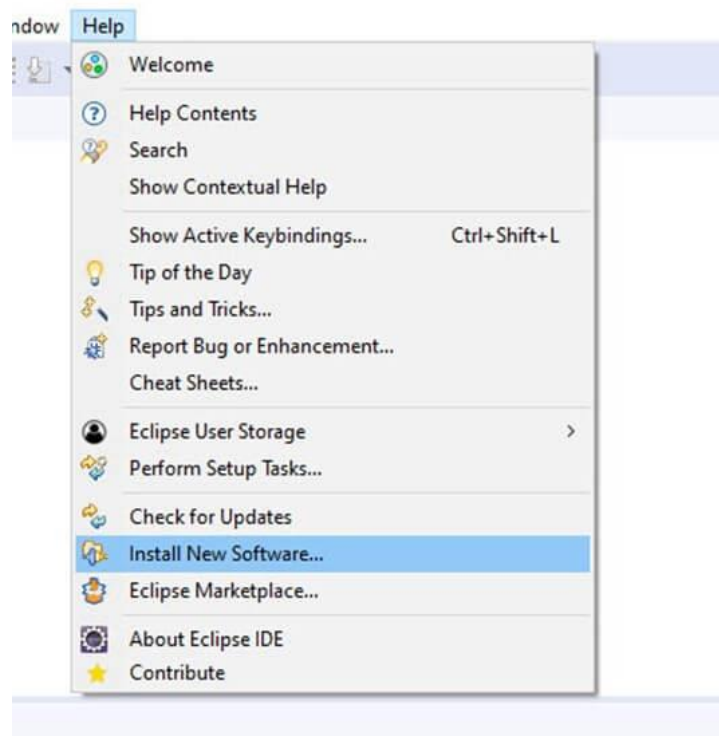 ndow Help
Welcome
Help Contents
Search
Show Contextual Help
Show Active Keybindings... Ctrl+Shift+L
Tip of the Day
Tips and Tricks...
Report Bug or Enhancement...
Cheat Sheets...
Eclipse User Storage
Perform Setup Tasks...
Check for Updates
Install New Software...
Eclipse Marketplace...
About Eclipse IDE
Contribute